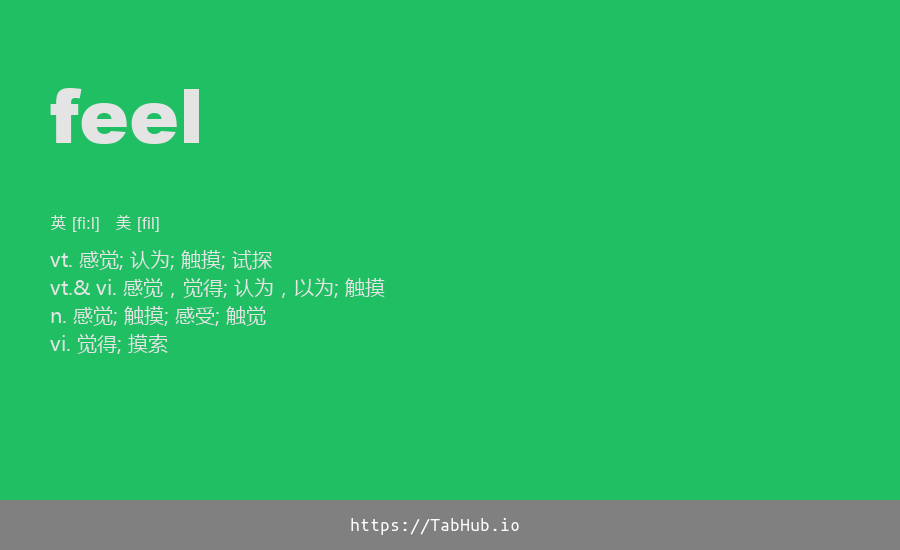 feel
英 [fi:l] 美 [fil]
vt. 感觉; 认为; 触摸; 试探
vt.& vi. 感觉，觉得; 认为，以为; 触摸
n. 感觉; 触摸; 感受; 触觉
vi. 觉得; 摸索
https://TabHub.io